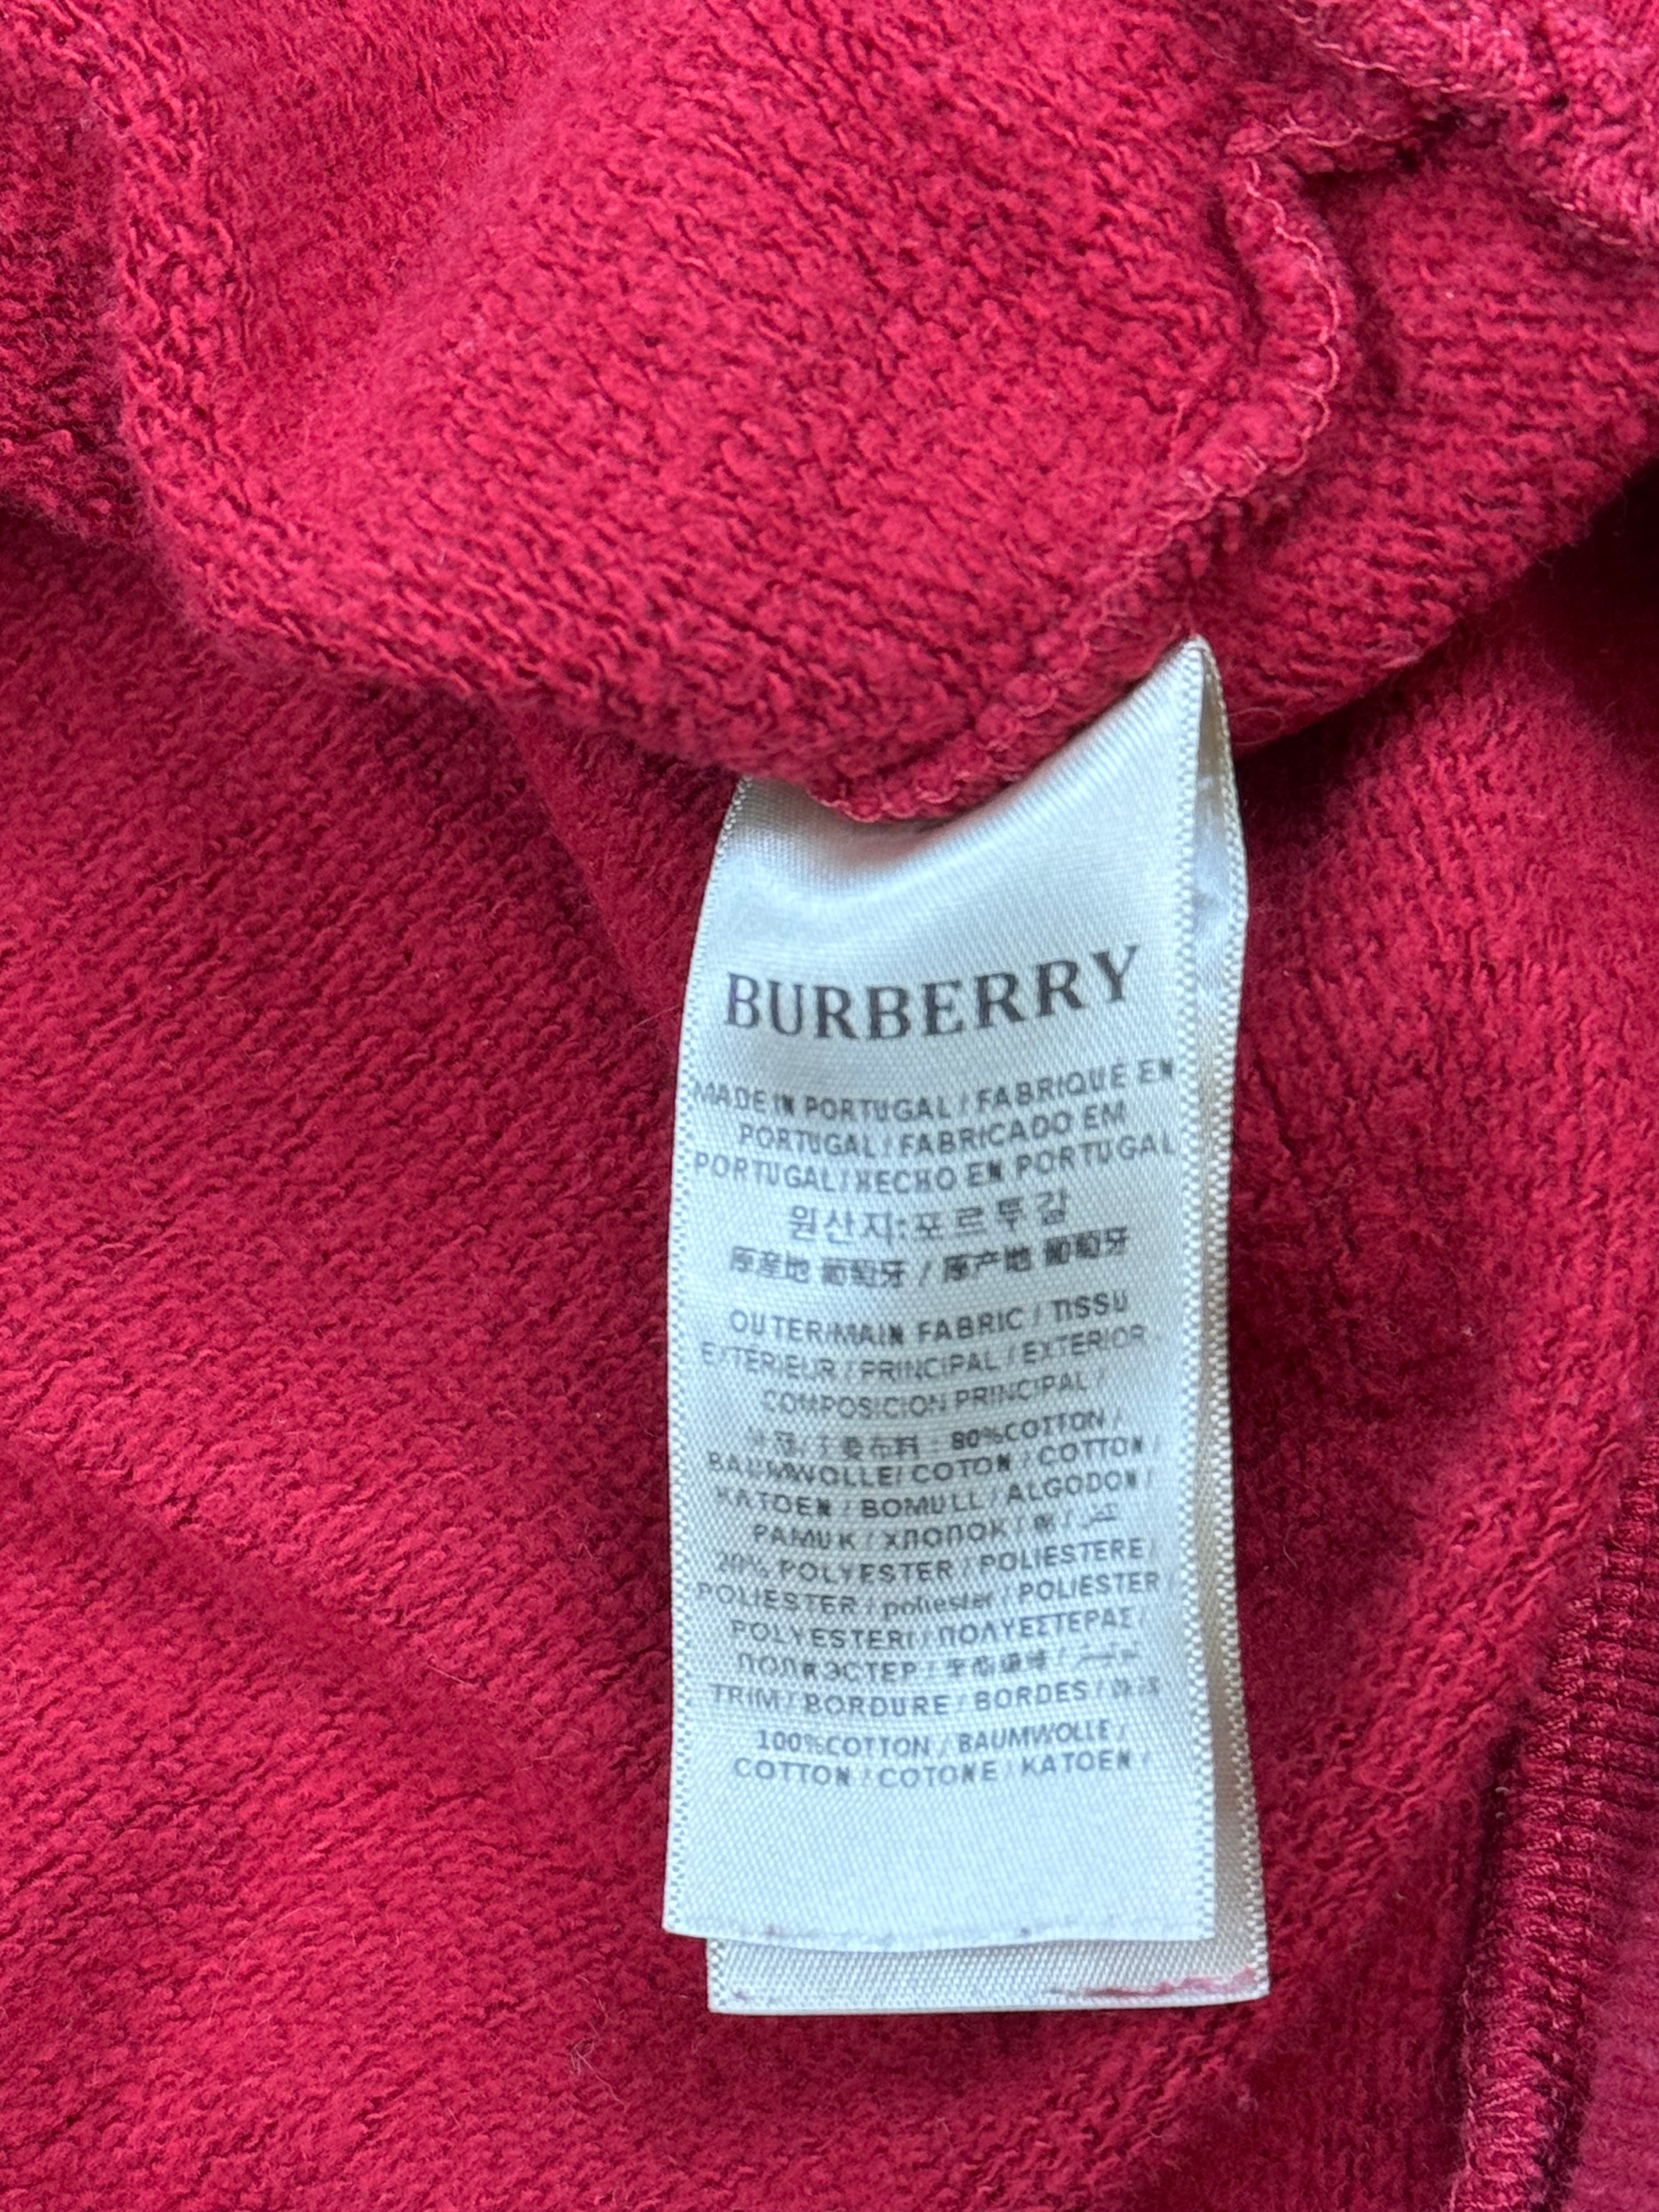 BURBERRY
MADE IN PORTUGAL / FABRIQUÉ EN
PORTUGAL / FABRICADO EM
PORTUGAL / HECHO EN PORTUGAL
원산지:포르투갈
原産地 葡萄牙 / 原产地 葡萄牙
OUTER/MAIN FABRIC / TISSU
EXTERIEUR / PRINCIPAL / EXTERIOR
COMPOSICION PRINCIPAL /
80%COTTON /
BAUMWOLLE / COTON / COTTON /
KATOEN / BOMULL / ALGODON /
PAMUK / ХЛОПОК /
20% POLYESTER / POLIESTERE /
POLIESTER / poliester / POLIESTER
POLYESTERI / ΠΟΛΥΕΣΤΕΡΑΣ /
ПОЛИЭСТЕР /
TRIM / BORDURE / BORDES /
100%COTTON / BAUMWOLLE /
COTTON / COTONE / KATOEN /